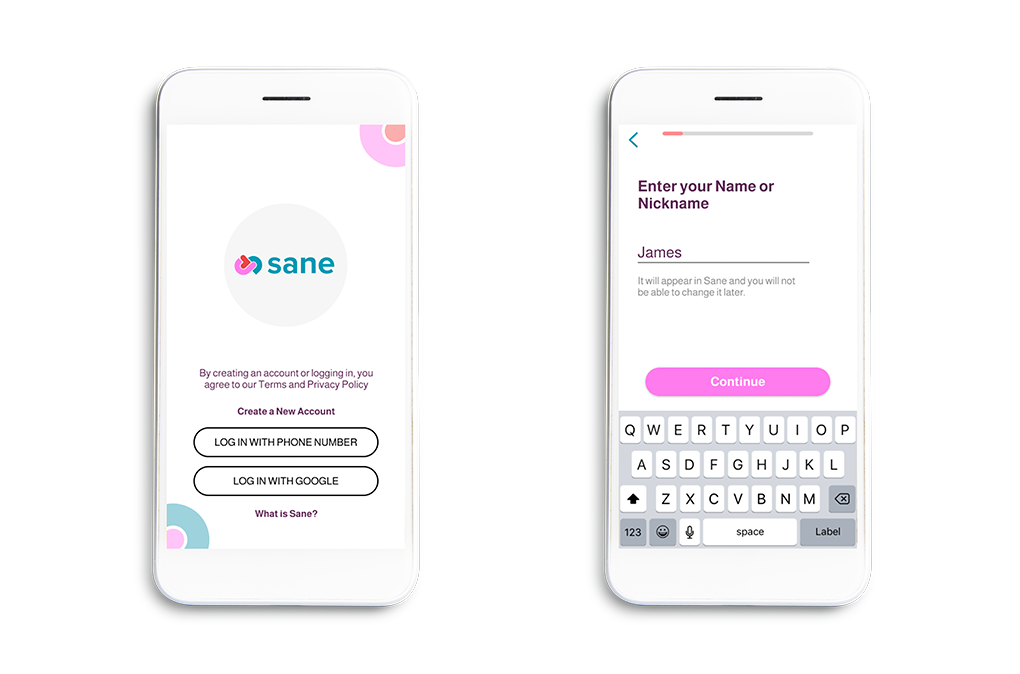 sane
By creating an account or logging in, you
agree to our Terms and Privacy Policy
Create a New Account
LOG IN WITH PHONE NUMBER
LOG IN WITH GOOGLE
What is Sane?
Enter your Name or
Nickname
James
It will appear in Sane and you will not
be able to change it later.
Continue
Q W E R T Y U I O P
A S D F G H J K L
Z X C V B N M
123 space Label